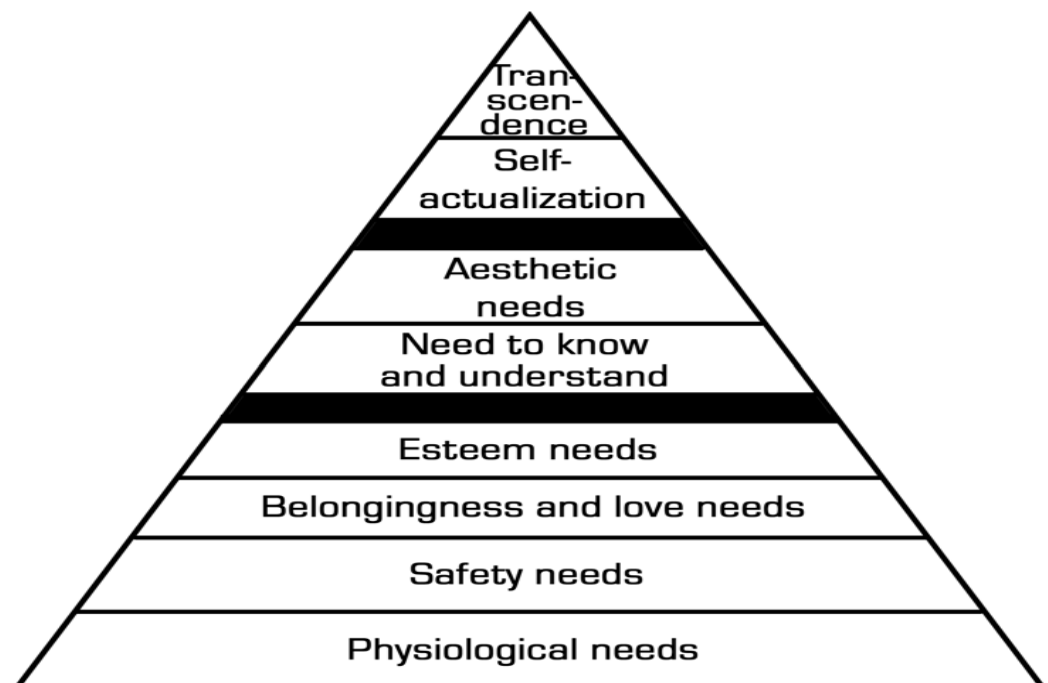 Tran-
scen-
dence
Self-
actualization
Aesthetic
needs
Need to know
and understand
Esteem needs
Belongingness and love needs
Safety needs
Physiological needs